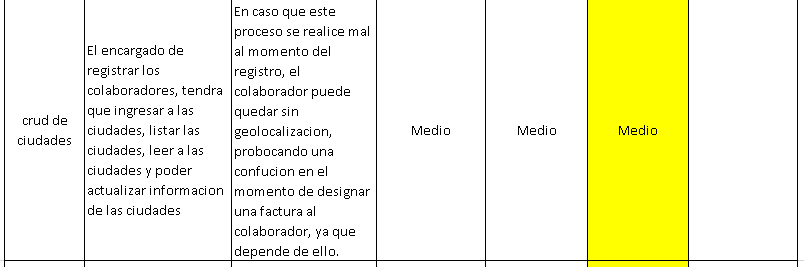 crud de
ciudades
El encargado de
registrar los
colaboradores, tendra
que ingresar a las
ciudades, listar las
ciudades, leer a las
ciudades y poder
actualizar informacion
de las ciudades
En caso que este
proceso se realice mal
al momento del
registro, el
colaborador puede
quedar sin
geolocalizacion,
probocando una
confucion en el
momento de designar
una factura al
colaborador, ya que
depende de ello.
Medio
Medio
Medio